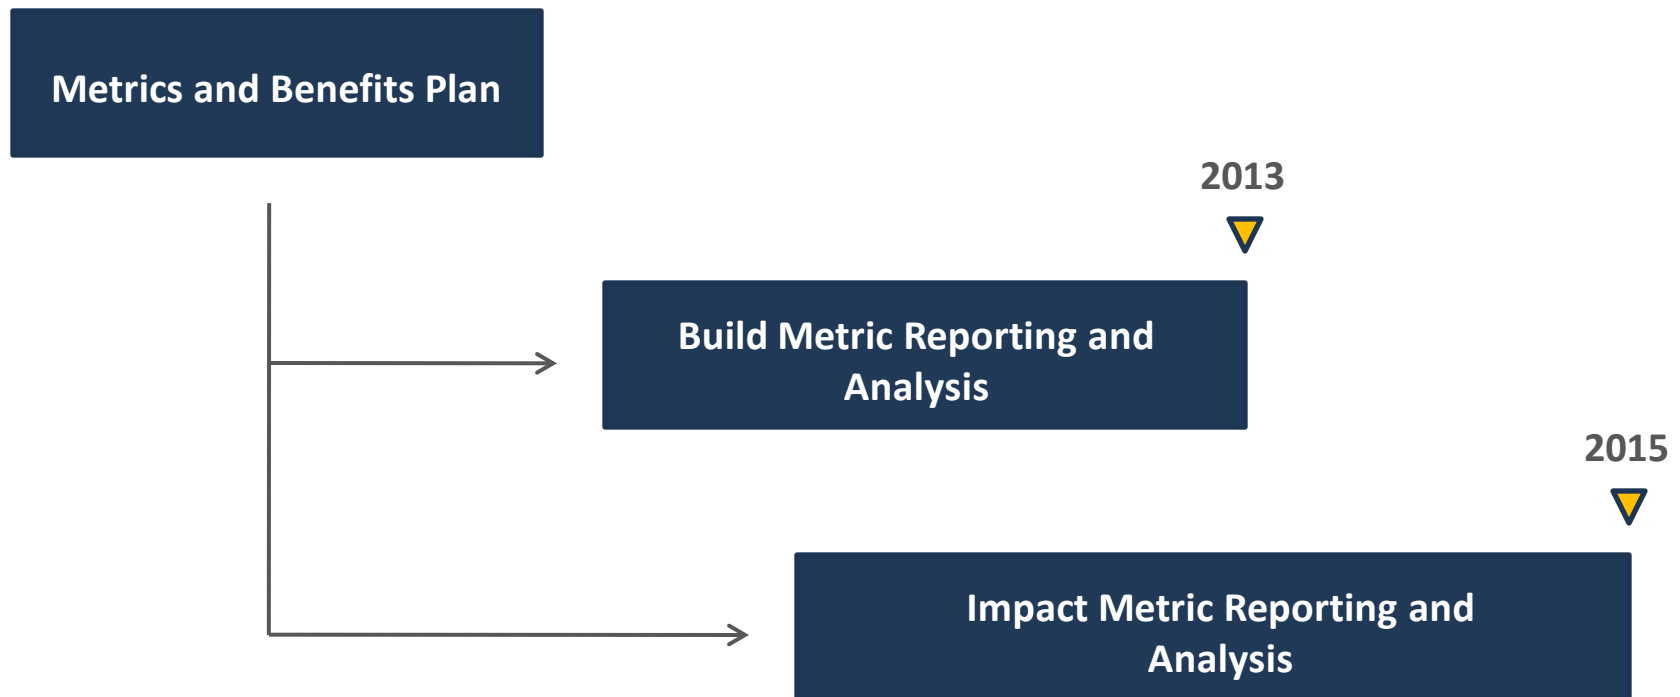 Metrics and Benefits Plan
2013
Build Metric Reporting and
Analysis
2015
Impact Metric Reporting and
Analysis